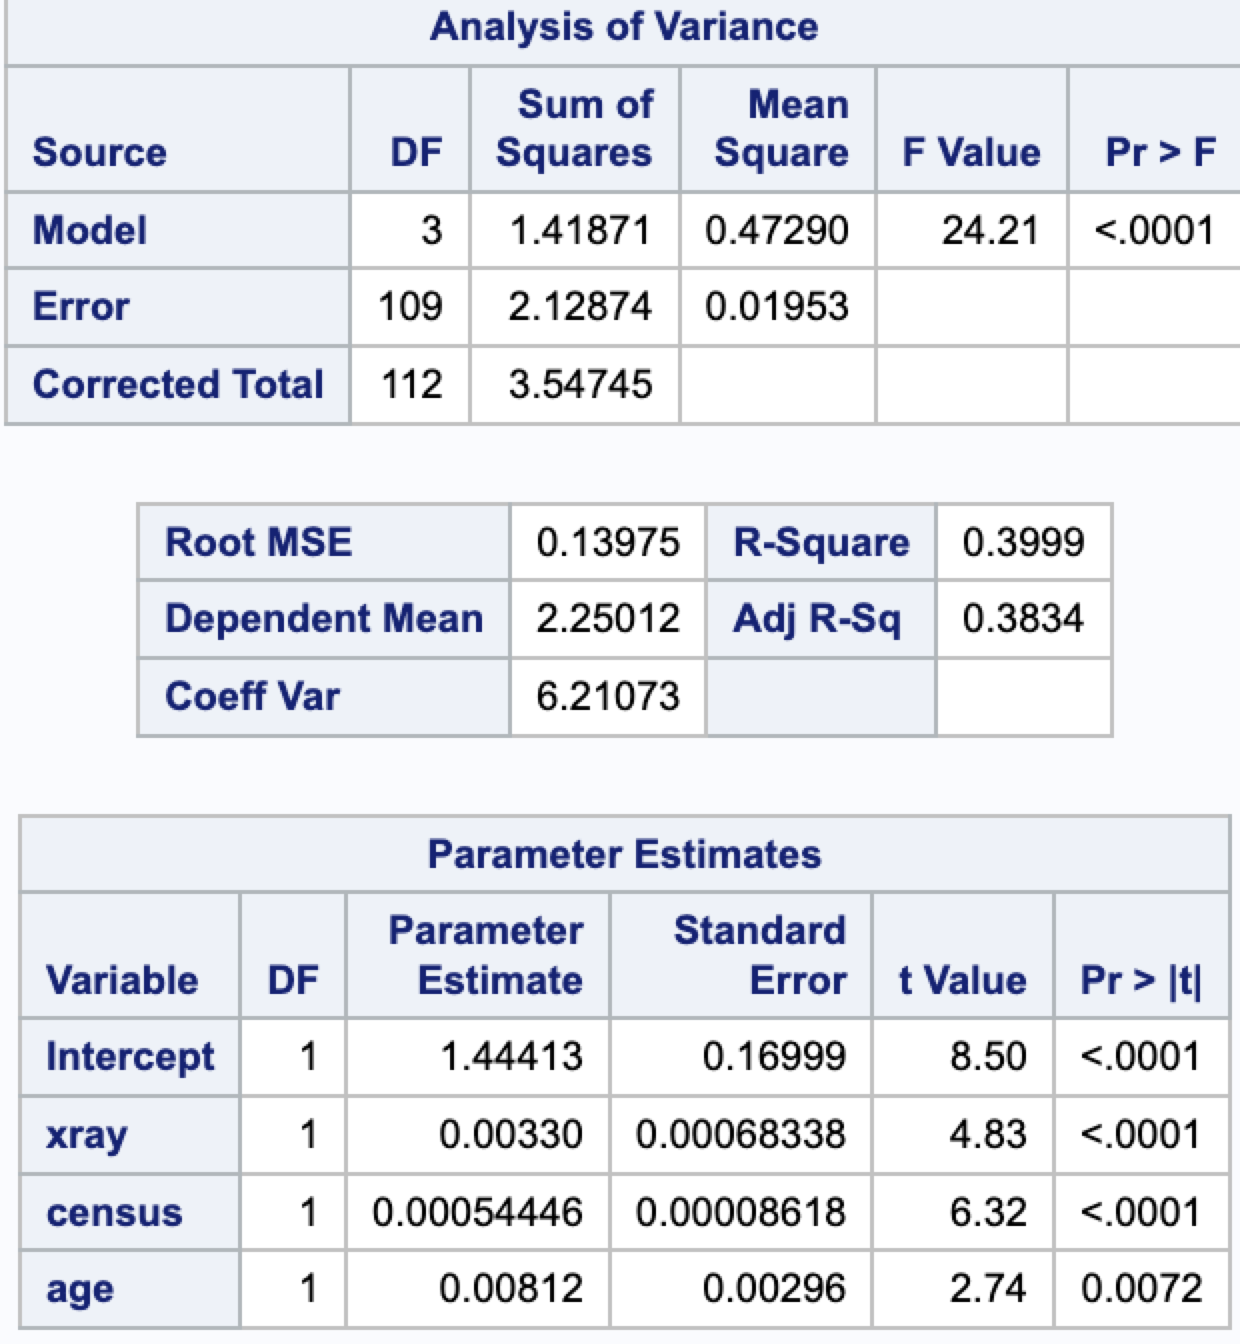 Analysis of Variance
Source DF Sum of Squares Mean Square F Value Pr > F
Model 3 1.41871 0.47290 24.21 <.0001
Error 109 2.12874 0.01953
Corrected Total 112 3.54745
Root MSE 0.13975 R-Square 0.3999
Dependent Mean 2.25012 Adj R-Sq 0.3834
Coeff Var 6.21073
Parameter Estimates
Variable DF Parameter Estimate Standard Error t Value Pr > |t|
Intercept 1 1.44413 0.16999 8.50 <.0001
xray 1 0.00330 0.00068338 4.83 <.0001
census 1 0.00054446 0.00008618 6.32 <.0001
age 1 0.00812 0.00296 2.74 0.0072